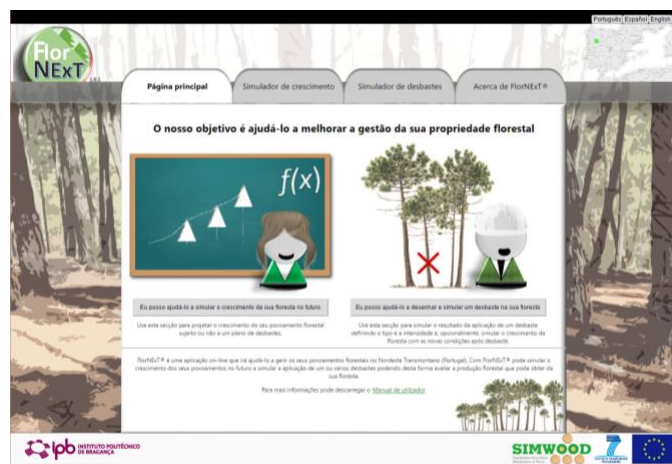 Português Español English
Flor
NExT
Página principal
Simulador de crescimento
Simulador de desbastes
Acerca de FlorNExT®
O nosso objetivo é ajudá-lo a melhorar a gestão da sua propriedade florestal
f(x)
Eu posso ajudá-lo a simular o crescimento da sua floresta no futuro
Eu posso ajudá-lo a desenhar e simular um desbaste na sua floresta
Use esta secção para projetar o crescimento do seu povoamento florestal
sujeito ou não a um plano de desbastes.
Use esta secção para simular o resultado da aplicação de um desbaste
definindo o tipo e a intensidade e, opcionalmente, simular o crescimento da
floresta com as novas condições após desbaste.
FlorNExT® é uma aplicação on-line que irá ajudá-lo a gerir os seus povoamentos florestais no Nordeste Transmontano (Portugal). Com FlorNExT® pode simular o
crescimento dos seus povoamentos no futuro e simular a aplicação de um ou vários desbastes podendo desta forma avaliar a produção florestal que pode obter da
sua floresta.
Para mais informações pode descarregar o Manual de utilizador
ipb INSTITUTO POLITÉCNICO
DE BRAGANÇA
SIMWOOD
7